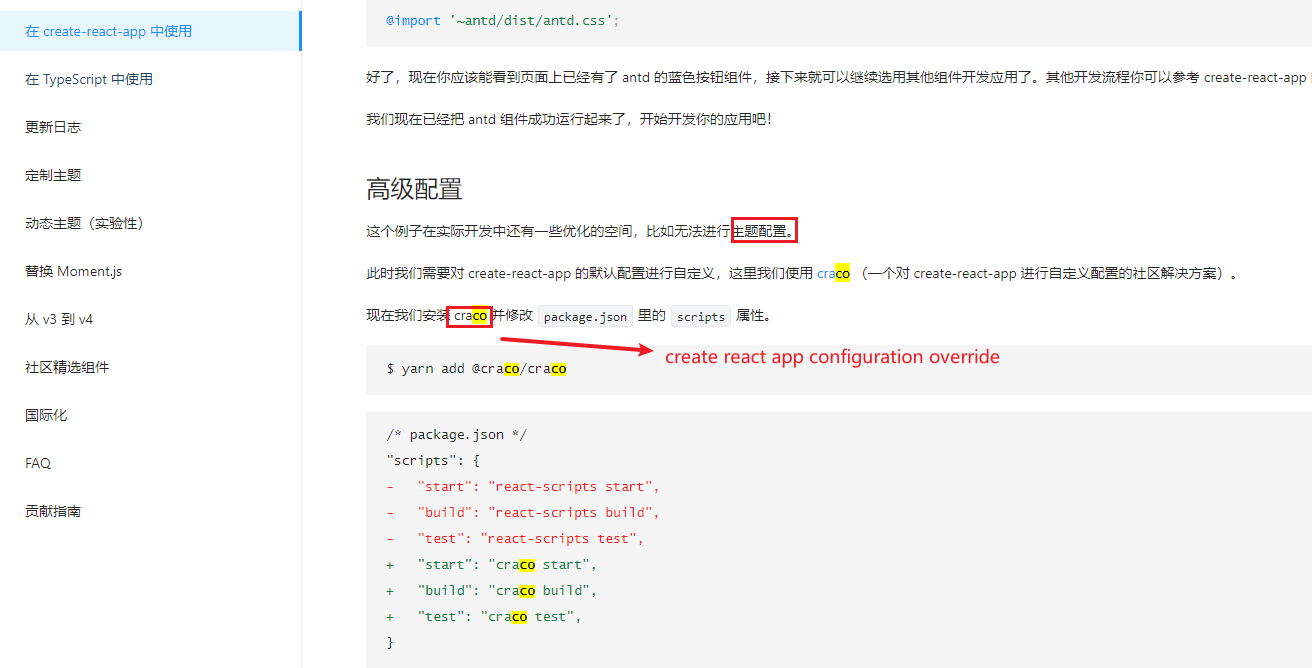 在 create-react-app 中使用
在 TypeScript 中使用
更新日志
定制主题
动态主题（实验性）
替换 Moment.js
从 v3 到 v4
社区精选组件
国际化
FAQ
贡献指南
@import '~antd/dist/antd.css';
好了，现在你应该能看到页面上已经有了 antd 的蓝色按钮组件，接下来就可以继续选用其他组件开发应用了。其他开发流程你可以参考 create-react-app
我们现在已经把 antd 组件成功运行起来了，开始开发你的应用吧！
高级配置
这个例子在实际开发中还有一些优化的空间，比如无法进行主题配置。
此时我们需要对 create-react-app 的默认配置进行自定义，这里我们使用 craco （一个对 create-react-app 进行自定义配置的社区解决方案）。
现在我们安装 craco 并修改 package.json 里的 scripts 属性。
create react app configuration override
$ yarn add @craco/craco
/* package.json */
"scripts": {
-   "start": "react-scripts start",
-   "build": "react-scripts build",
-   "test": "react-scripts test",
+   "start": "craco start",
+   "build": "craco build",
+   "test": "craco test",
}